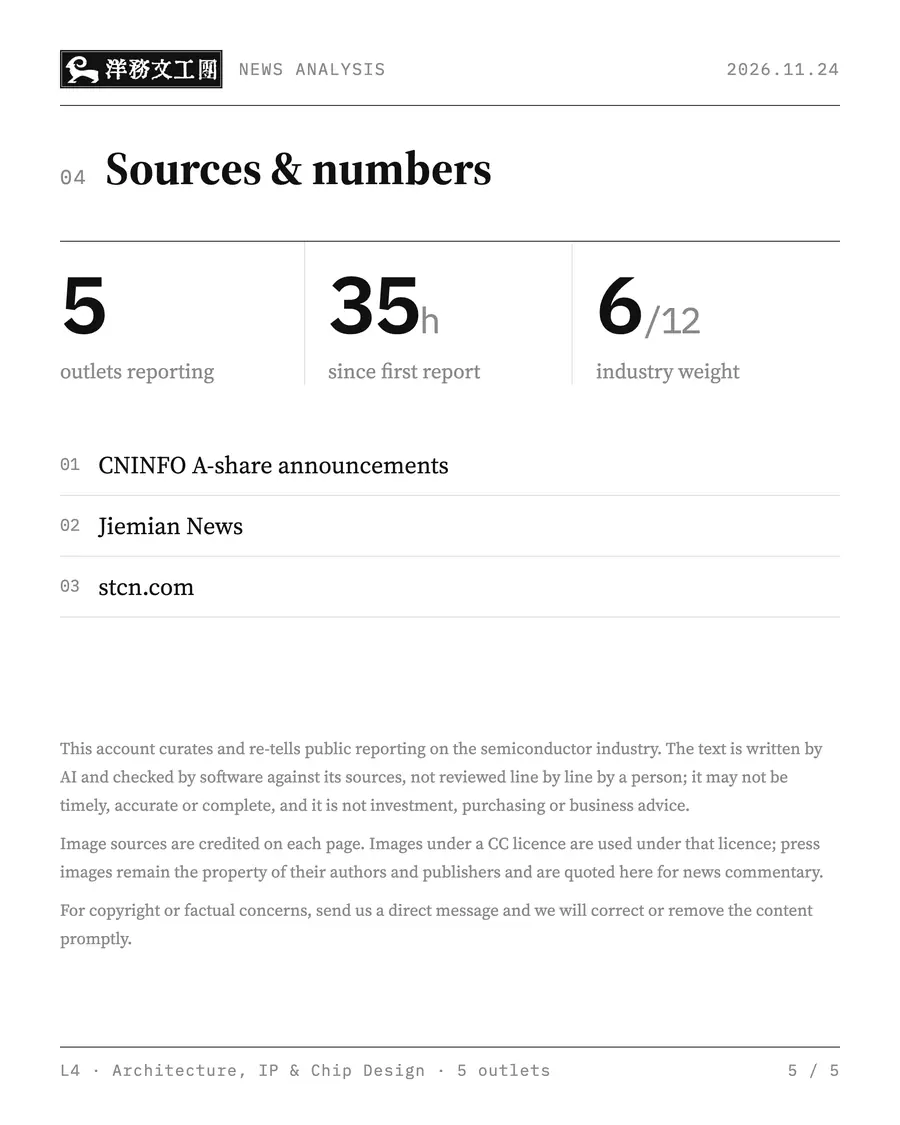 洋務文工團 NEWS ANALYSIS 2026.11.24
04 Sources & numbers
5 35h 6/12
outlets reporting since first report industry weight
01 CNINFO A-share announcements
02 Jiemian News
03 stcn.com
This account curates and re-tells public reporting on the semiconductor industry. The text is written by
AI and checked by software against its sources, not reviewed line by line by a person; it may not be
timely, accurate or complete, and it is not investment, purchasing or business advice.
Image sources are credited on each page. Images under a CC licence are used under that licence; press
images remain the property of their authors and publishers and are quoted here for news commentary.
For copyright or factual concerns, send us a direct message and we will correct or remove the content
promptly.
L4 · Architecture, IP & Chip Design · 5 outlets 5 / 5